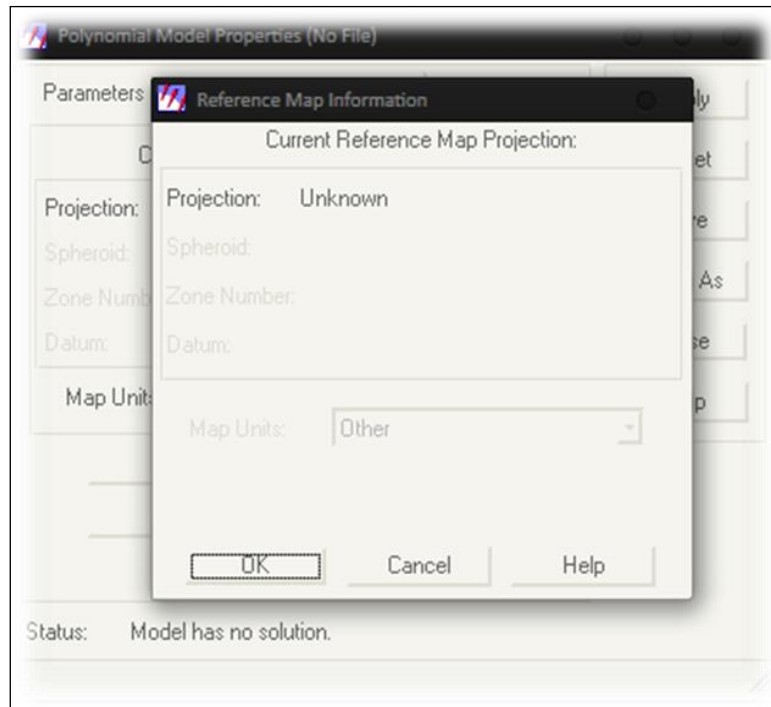 Polynomial Model Properties (No File)
Parameters
Projection:
Spheroid:
Datum:
Status: Model has no solution.
Reference Map Information
Current Reference Map Projection:
Projection: Unknown
Spheroid:
Zone Number:
Datum:
Map Units: Other
OK Cancel Help
As